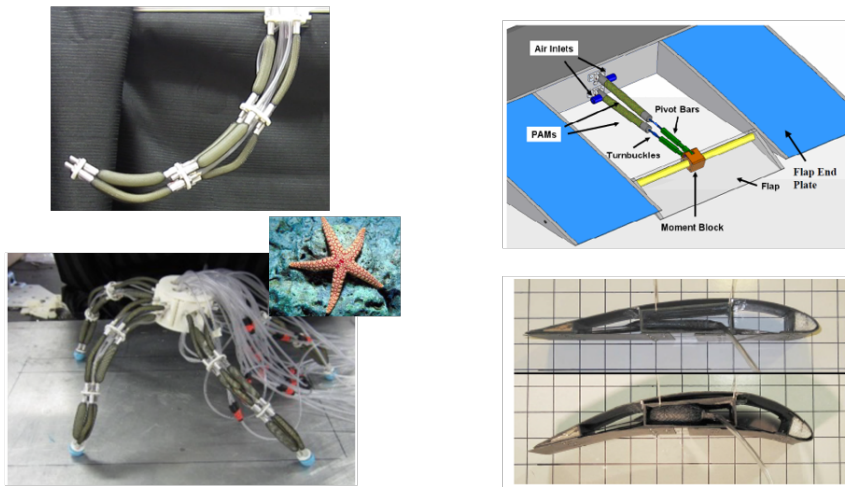 Air Inlets
Pivot Bars
PAMs
Turnbuckles
Flap End
Plate
Flap
Moment Block